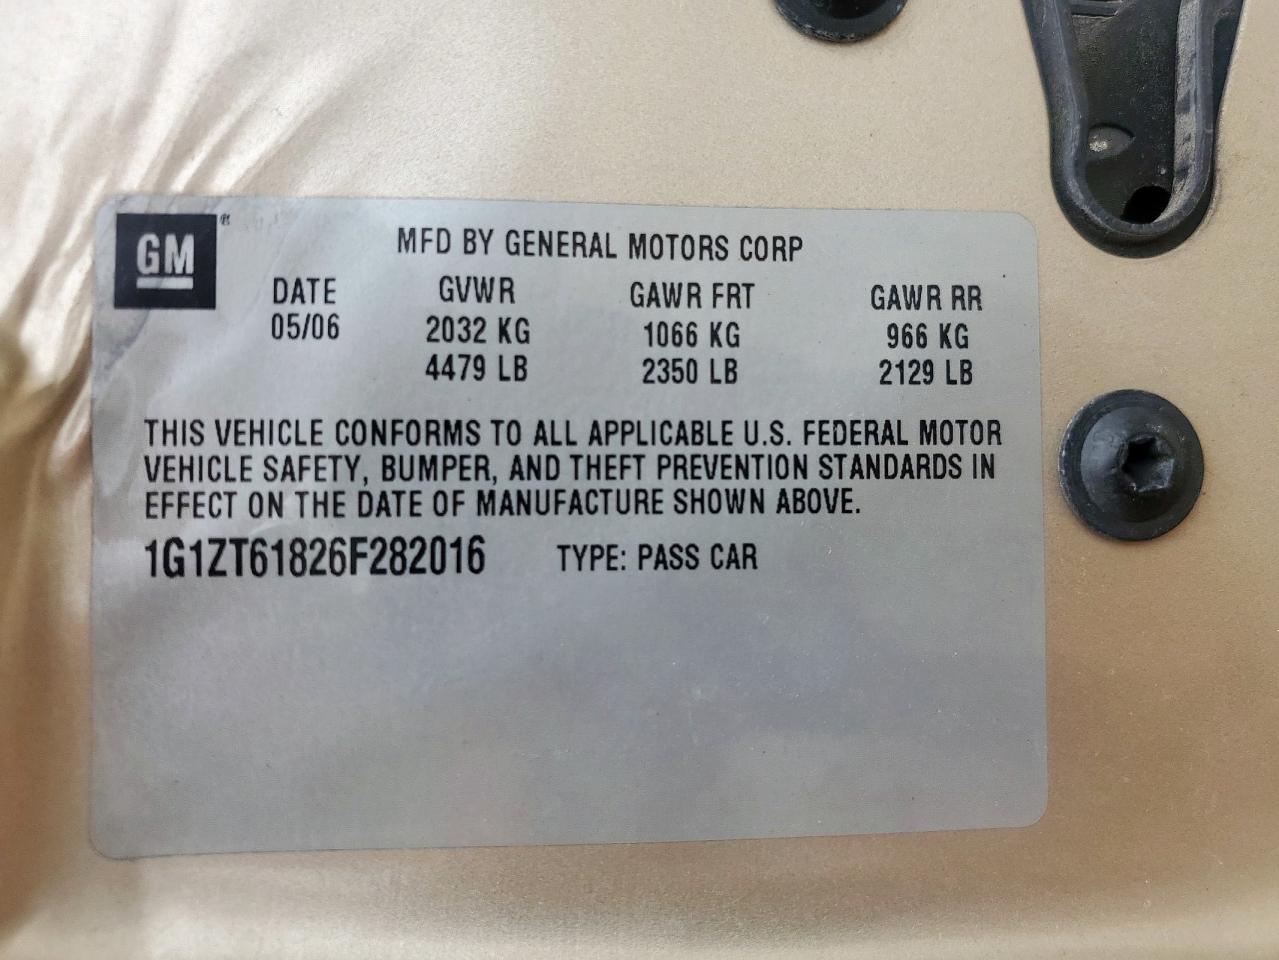 GM ®
MFD BY GENERAL MOTORS CORP
DATE GVWR GAWR FRT GAWR RR
05/06 2032 KG 1066 KG 966 KG
4479 LB 2350 LB 2129 LB
THIS VEHICLE CONFORMS TO ALL APPLICABLE U.S. FEDERAL MOTOR
VEHICLE SAFETY, BUMPER, AND THEFT PREVENTION STANDARDS IN
EFFECT ON THE DATE OF MANUFACTURE SHOWN ABOVE.
1G1ZT61826F282016 TYPE: PASS CAR